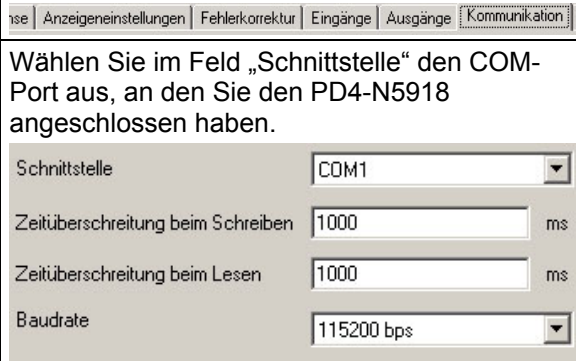 nse Anzeigeneinstellungen Fehlerkorrektur Eingänge Ausgänge Kommunikation
Wählen Sie im Feld „Schnittstelle“ den COM-
Port aus, an den Sie den PD4-N5918
angeschlossen haben.
Schnittstelle COM1
Zeitüberschreitung beim Schreiben 1000 ms
Zeitüberschreitung beim Lesen 1000 ms
Baudrate 115200 bps